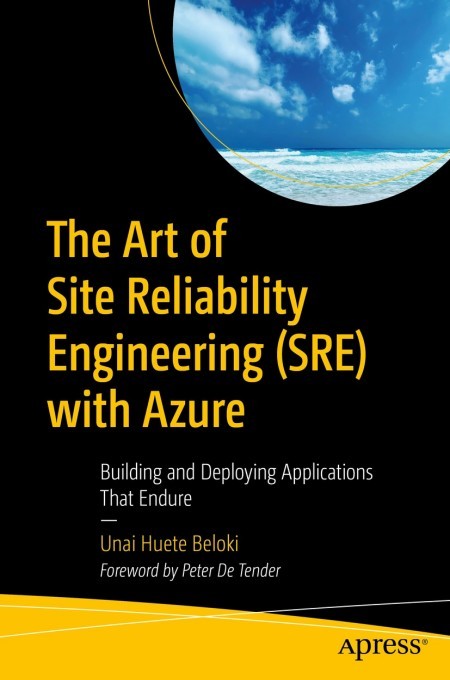 The Art of
Site Reliability
Engineering (SRE)
with Azure
Building and Deploying Applications
That Endure
—
Unai Huete Beloki
Foreword by Peter De Tender
Apress®